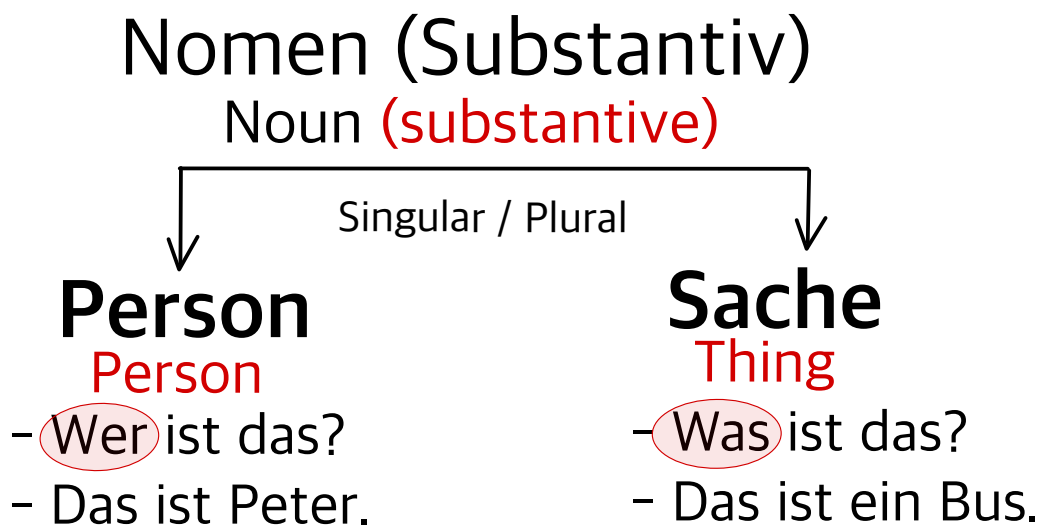 Nomen (Substantiv)
Noun (substantive)
Singular / Plural
Person
Person
- Wer ist das?
- Das ist Peter.
Sache
Thing
- Was ist das?
- Das ist ein Bus.